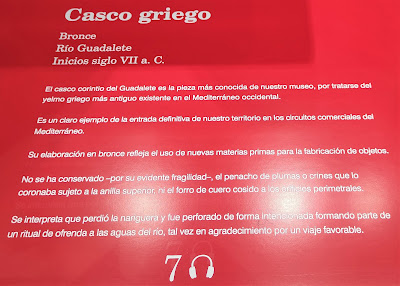 Casco griego
Bronce
Río Guadalete
Inicios siglo VII a. C.
El casco corintio del Guadalete es la pieza más conocida de nuestro museo, por tratarse del
yelmo griego más antiguo existente en el Mediterráneo occidental.
Es un claro ejemplo de la entrada definitiva de nuestro territorio en los circuitos comerciales del
Mediterráneo.
Su elaboración en bronce refleja el uso de nuevas materias primas para la fabricación de objetos.
No se ha conservado –por su evidente fragilidad–, el penacho de plumas o crines que lo
coronaba sujeto a la anilla superior, ni el forro de cuero cosido a los orificios perimetrales.
Se interpreta que perdió la nariguera y fue perforado de forma intencionada formando parte de
un ritual de ofrenda a las aguas del río, tal vez en agradecimiento por un viaje favorable.
7